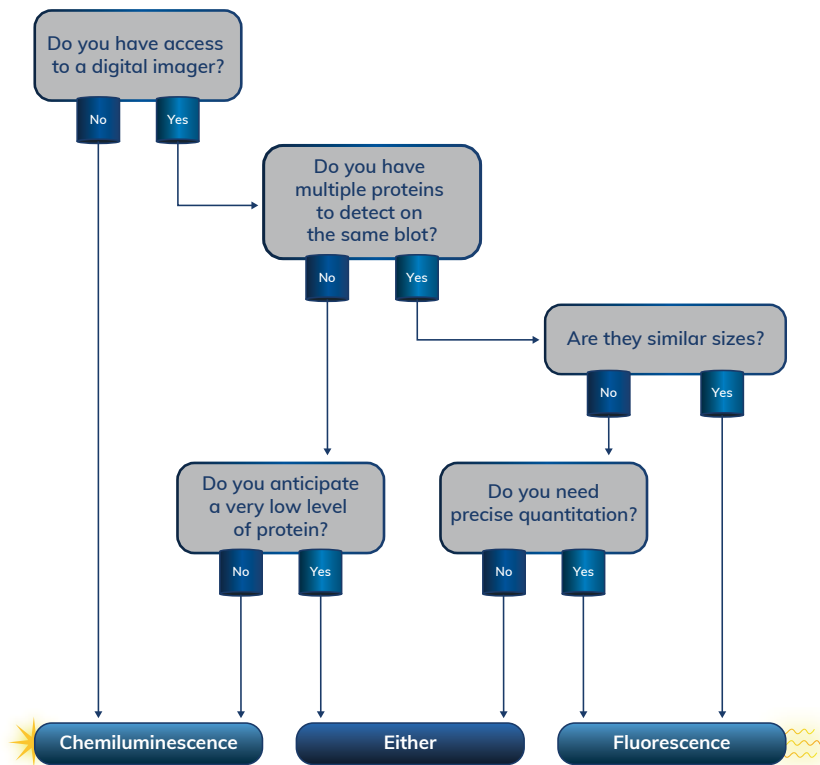 Do you have access
to a digital imager?
No
Yes
Do you have
multiple proteins
to detect on
the same blot?
No
Yes
Are they similar sizes?
No
Yes
Do you anticipate
a very low level
of protein?
No
Yes
Do you need
precise quantitation?
No
Yes
Chemiluminescence
Either
Fluorescence